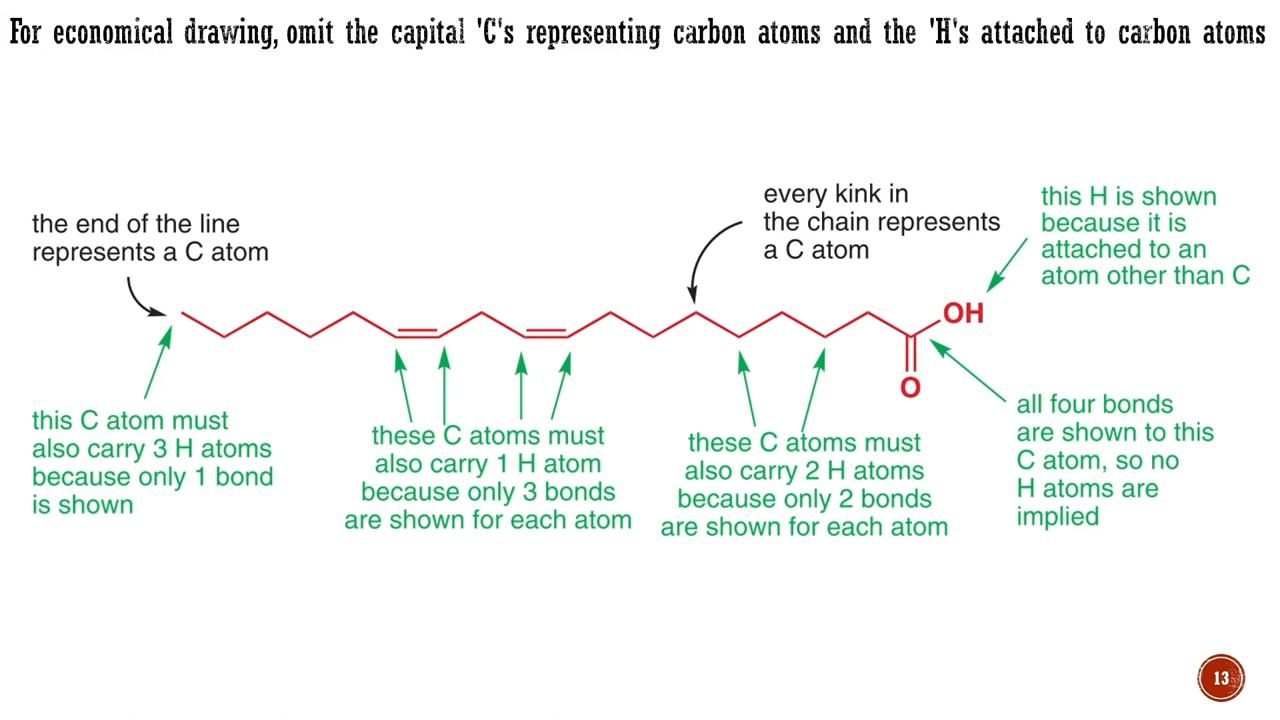 For economical drawing, omit the capital 'C's representing carbon atoms and the 'H's attached to carbon atoms
the end of the line
represents a C atom
every kink in
the chain represents
a C atom
this H is shown
because it is
attached to an
atom other than C
OH
O
this C atom must
also carry 3 H atoms
because only 1 bond
is shown
these C atoms must
also carry 1 H atom
because only 3 bonds
are shown for each atom
these C atoms must
also carry 2 H atoms
because only 2 bonds
are shown for each atom
all four bonds
are shown to this
C atom, so no
H atoms are
implied
13